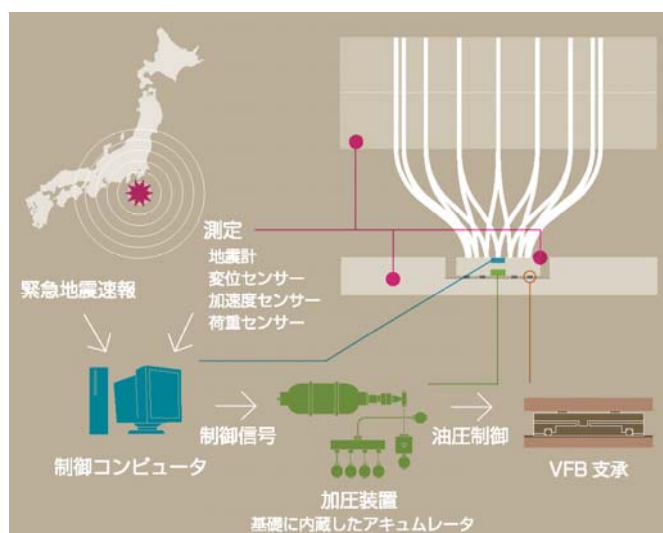 測定
地震計
変位センサー
加速度センサー
荷重センサー
緊急地震速報
制御コンピュータ
制御信号
加圧装置
基礎に内蔵したアキュムレータ
油圧制御
VFB 支承